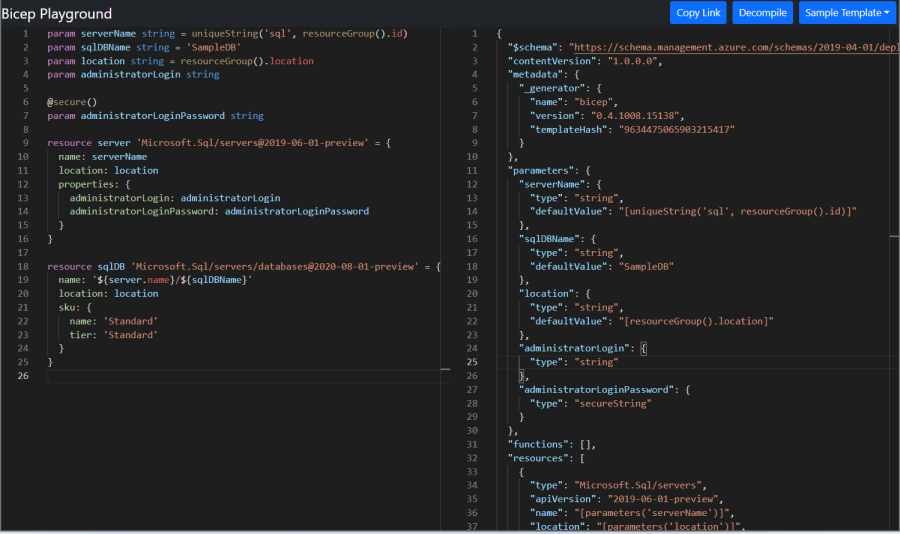 Bicep Playground
Copy Link
Decompile
Sample Template
1 param serverName string = uniqueString('sql', resourceGroup().id)
2 param sqlDBName string = 'SampleDB'
3 param location string = resourceGroup().location
4 param administratorLogin string
5
6 @secure()
7 param administratorLoginPassword string
8
9 resource server 'Microsoft.Sql/servers@2019-06-01-preview' = {
10 name: serverName
11 location: location
12 properties: {
13 administratorLogin: administratorLogin
14 administratorLoginPassword: administratorLoginPassword
15 }
16 }
17
18 resource sqlDB 'Microsoft.Sql/servers/databases@2020-08-01-preview' = {
19 name: '${server.name}/${sqlDBName}'
20 location: location
21 sku: {
22 name: 'Standard'
23 tier: 'Standard'
24 }
25 }
26
1 {
2 "$schema": "https://schema.management.azure.com/schemas/2019-04-01/depl
3 "contentVersion": "1.0.0.0",
4 "metadata": {
5 "_generator": {
6 "name": "bicep",
7 "version": "0.4.1008.15138",
8 "templateHash": "9634475065903215417"
9 }
10 },
11 "parameters": {
12 "serverName": {
13 "type": "string",
14 "defaultValue": "[uniqueString('sql', resourceGroup().id)]"
15 },
16 "sqlDBName": {
17 "type": "string",
18 "defaultValue": "SampleDB"
19 },
20 "location": {
21 "type": "string",
22 "defaultValue": "[resourceGroup().location]"
23 },
24 "administratorLogin": {
25 "type": "string"
26 },
27 "administratorLoginPassword": {
28 "type": "secureString"
29 }
30 },
31 "functions": [],
32 "resources": [
33 {
34 "type": "Microsoft.Sql/servers",
35 "apiVersion": "2019-06-01-preview",
36 "name": "[parameters('serverName')]",
37 "location": "[parameters('location')]",